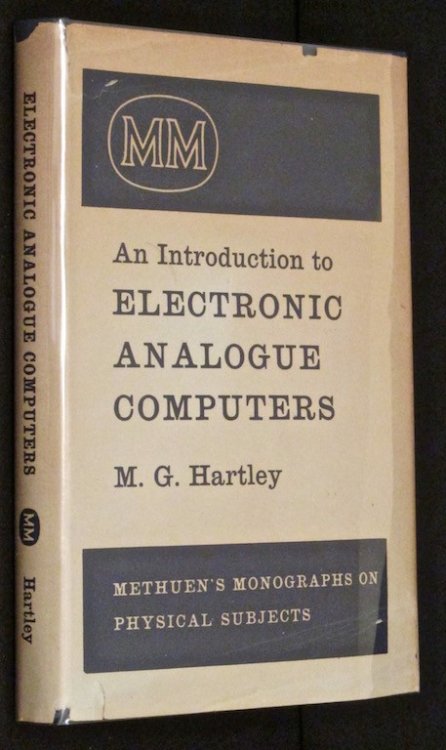 MM
An Introduction to
ELECTRONIC
ANALOGUE
COMPUTERS
M. G. Hartley
METHUEN'S MONOGRAPHS ON
PHYSICAL SUBJECTS
ELECTRONIC ANALOGUE COMPUTERS MM Hartley